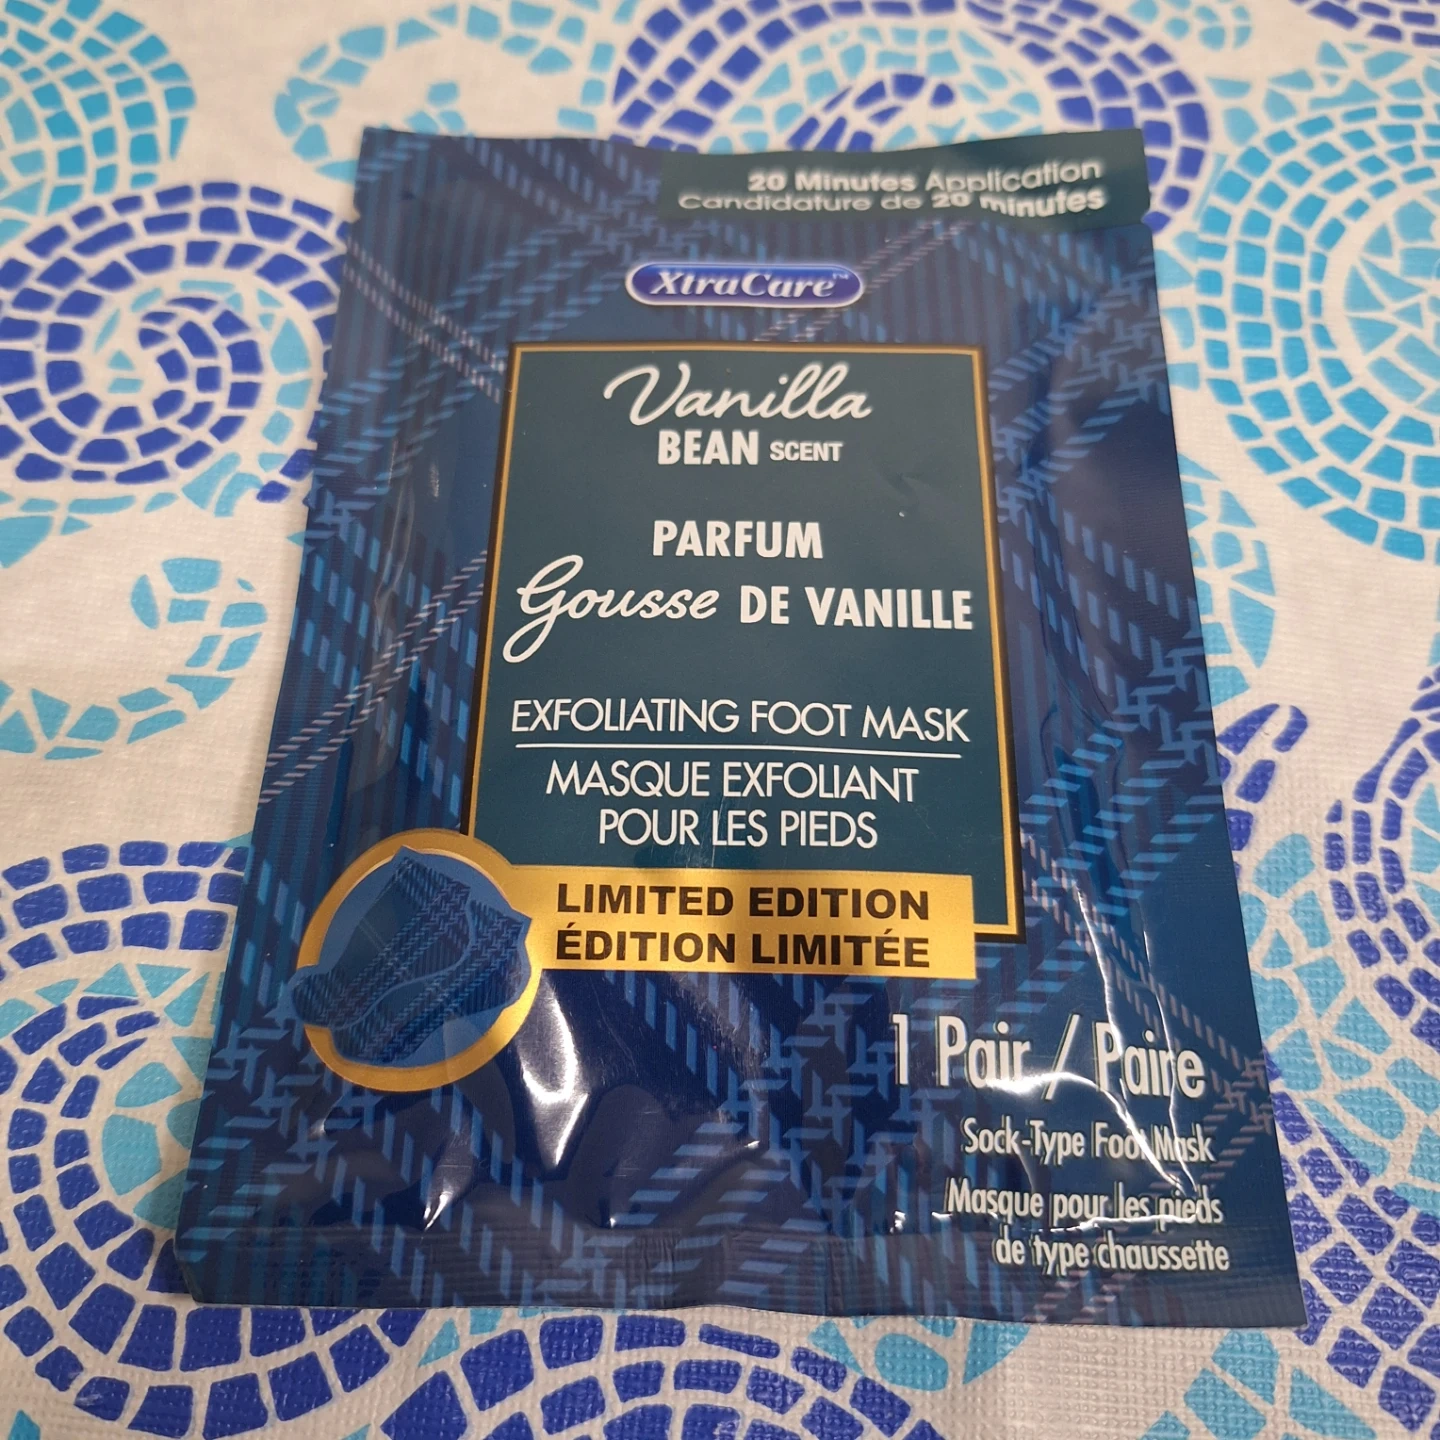 20 Minutes Application
Candidature de 20 minutes
XtraCare™
Vanilla
BEAN SCENT
PARFUM
Gousse DE VANILLE
EXFOLIATING FOOT MASK
MASQUE EXFOLIANT
POUR LES PIEDS
LIMITED EDITION
ÉDITION LIMITÉE
1 Pair / Paire
Sock-Type Foot Mask
Masque pour les pieds
de type chaussette